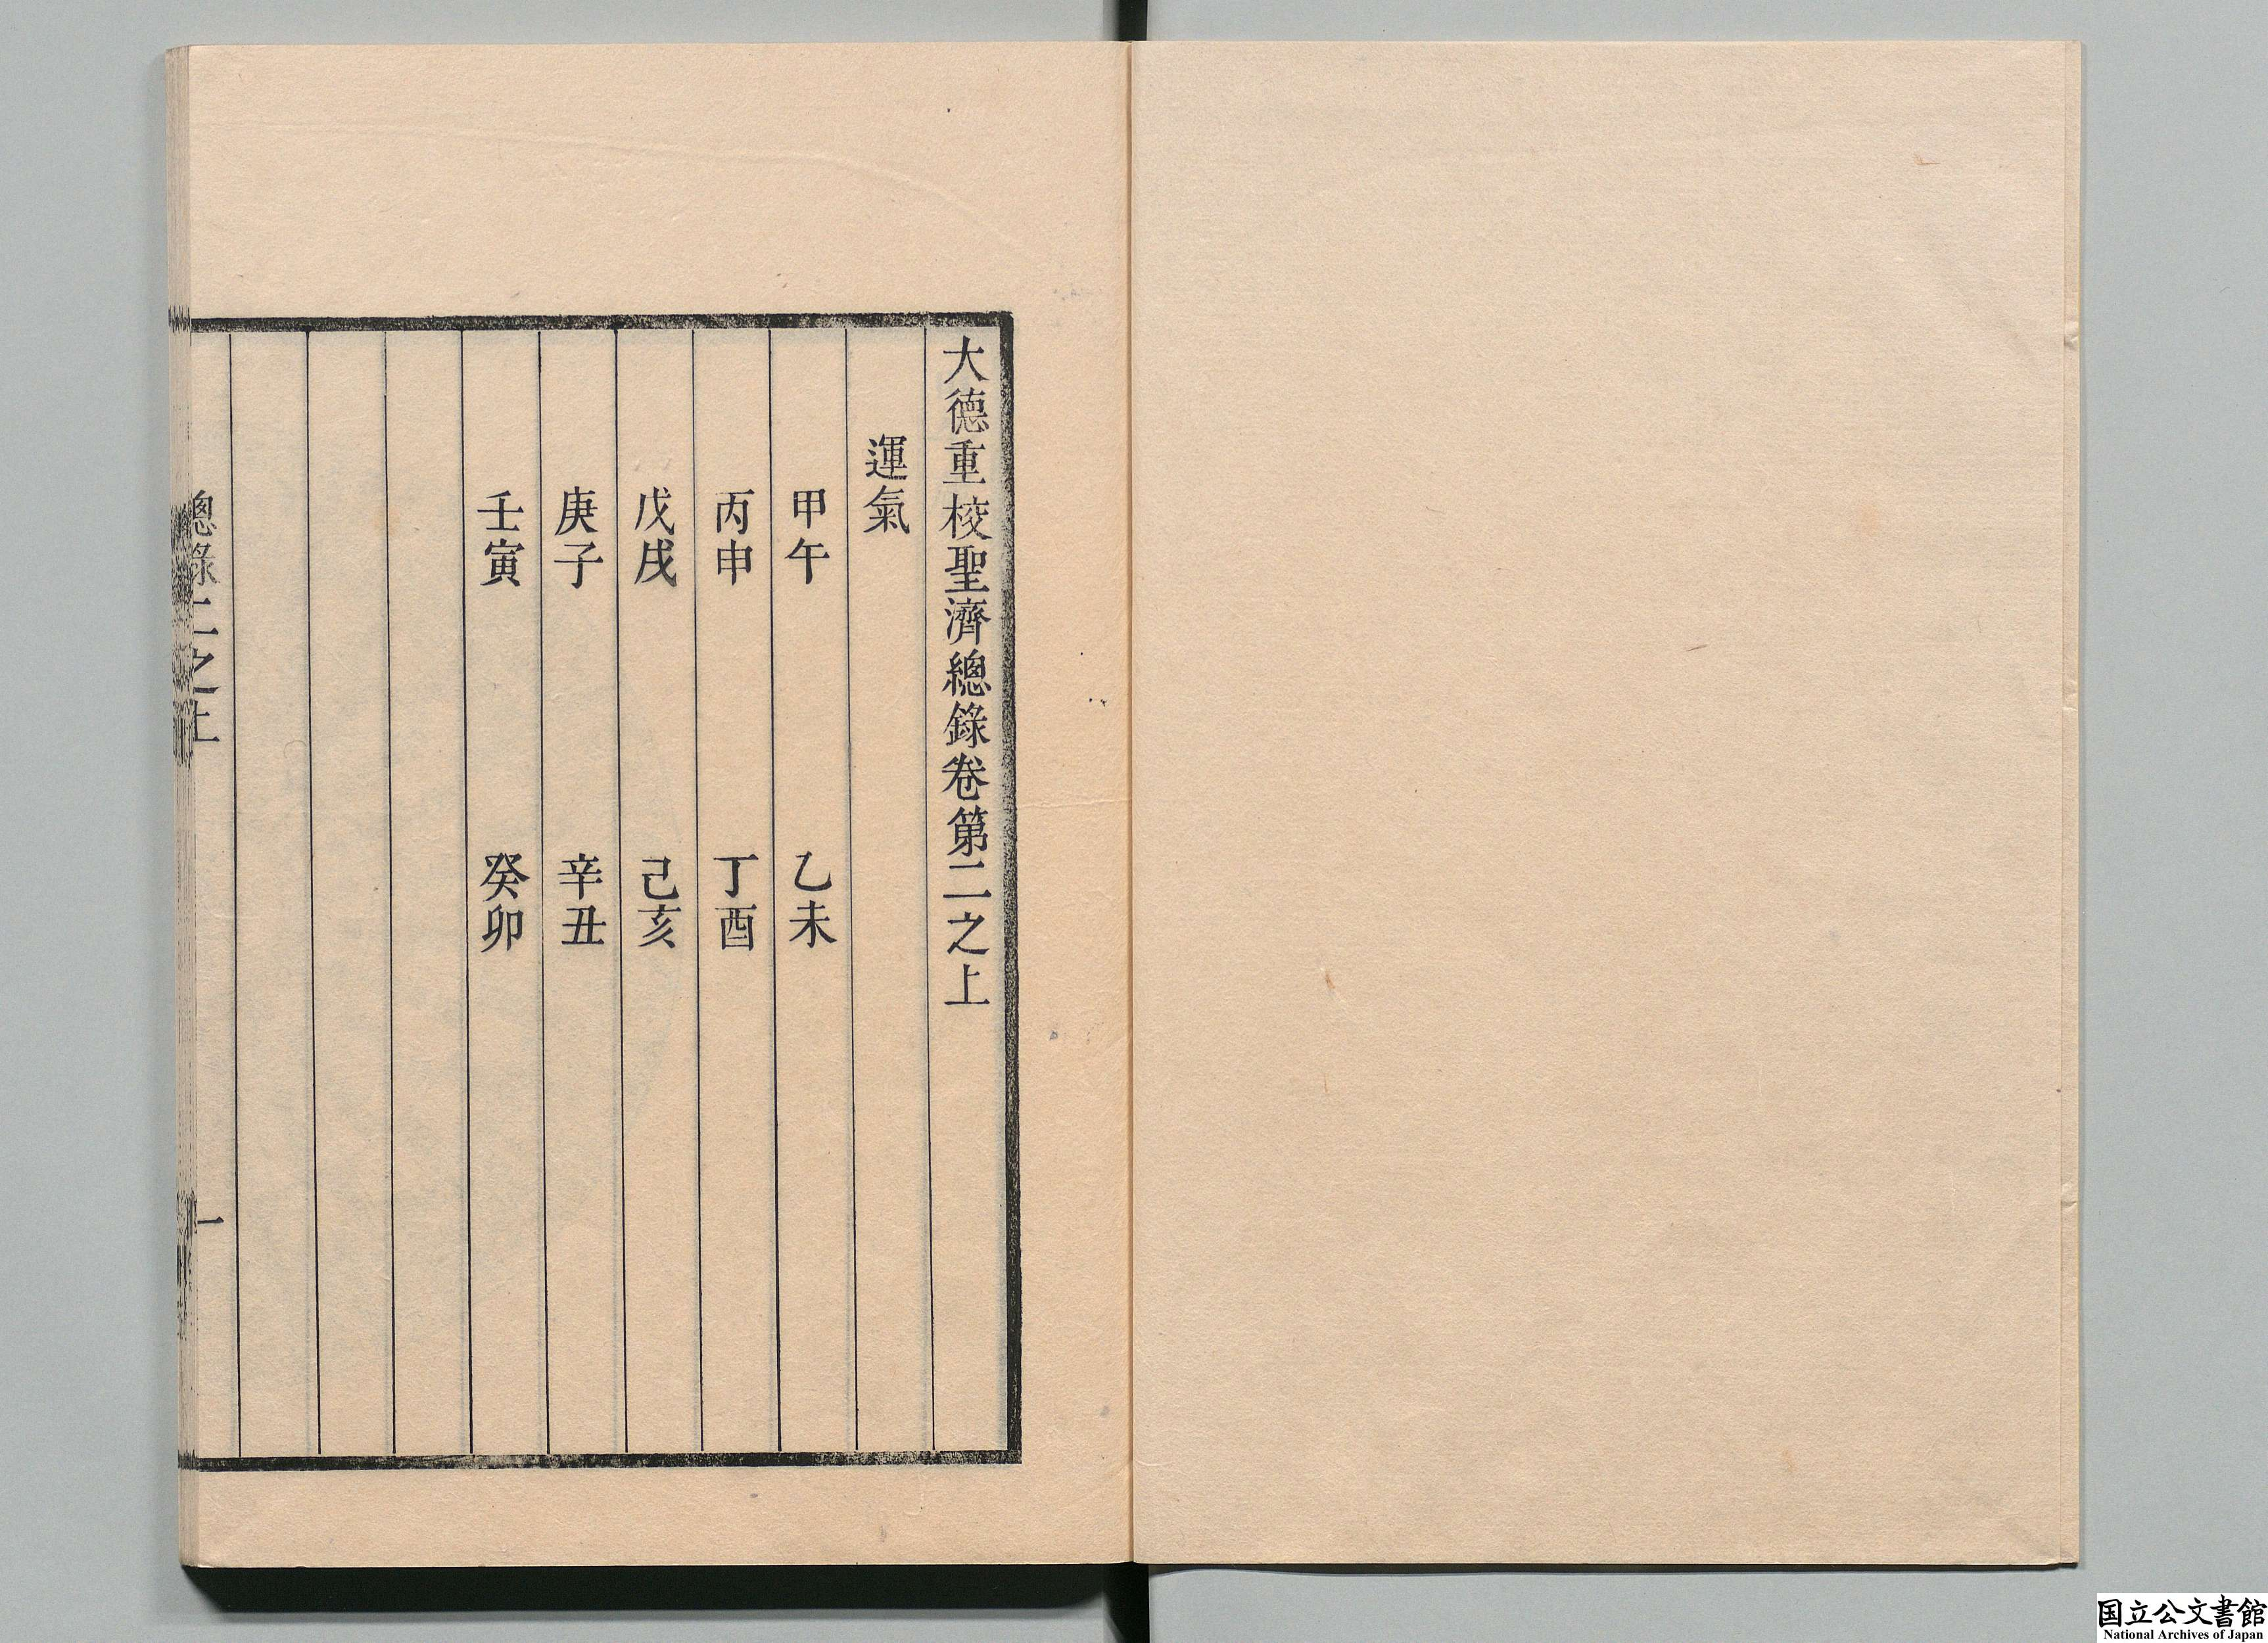 大德重校聖濟總錄卷第二之上
運氣
甲午 乙未
丙申 丁酉
戊戌 己亥
庚子 辛丑
壬寅 癸卯
總錄二之上 一
国立公文書館
National Archives of Japan